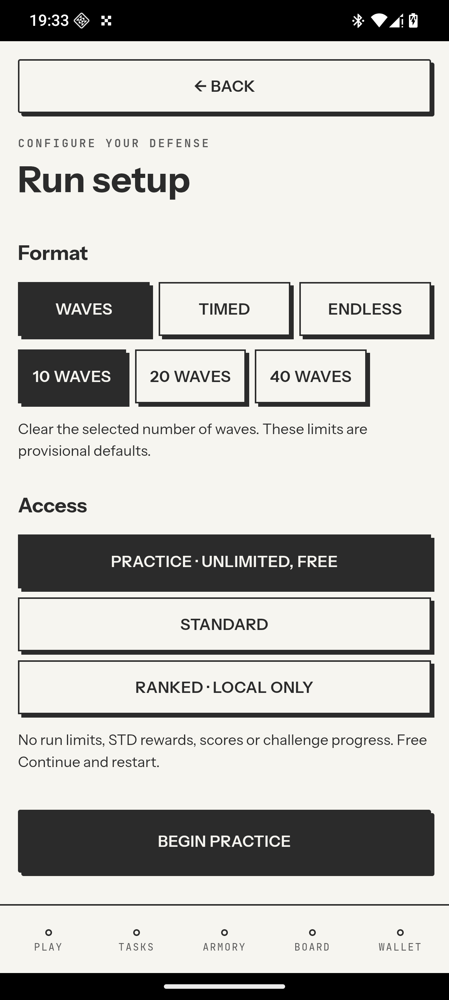 19:33
← BACK
CONFIGURE YOUR DEFENSE
Run setup
Format
WAVES
TIMED
ENDLESS
10 WAVES
20 WAVES
40 WAVES
Clear the selected number of waves. These limits are
provisional defaults.
Access
PRACTICE · UNLIMITED, FREE
STANDARD
RANKED · LOCAL ONLY
No run limits, STD rewards, scores or challenge progress. Free
Continue and restart.
BEGIN PRACTICE
PLAY
TASKS
ARMORY
BOARD
WALLET